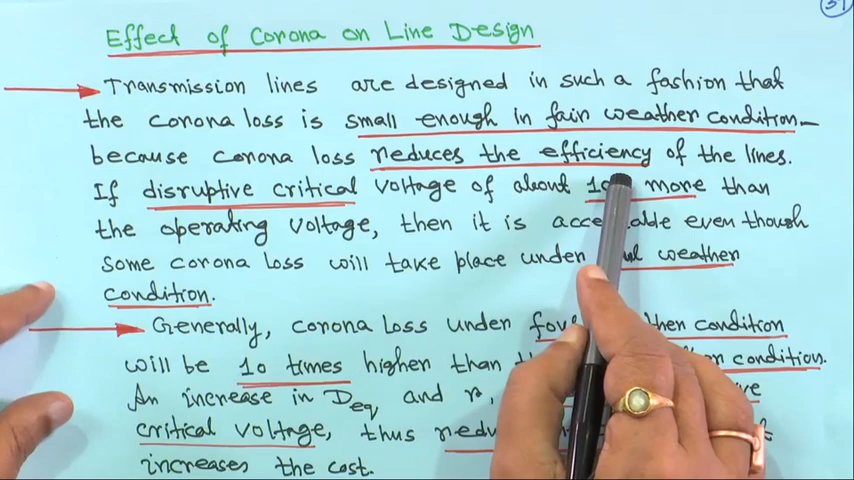 37
Effect of Corona on Line Design
Transmission lines are designed in such a fashion that
the corona loss is small enough in fair weather condition
because corona loss reduces the efficiency of the lines.
If disruptive critical voltage of about 10 more than
the operating voltage, then it is acceptable even though
some corona loss will take place under weather
condition.
Generally, corona loss under condition
will be 10 times higher than condition.
An increase in Deq and r,
critical voltage, thus
increases the cost.